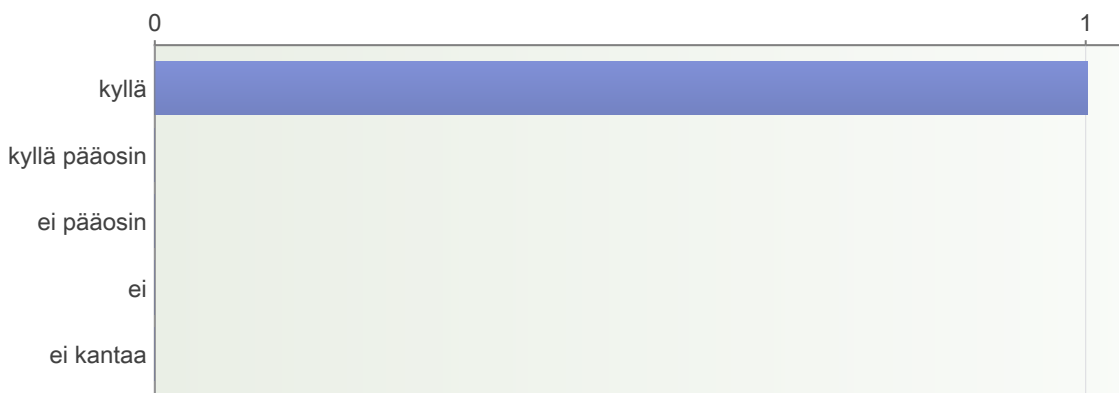 0 1
kyllä
kyllä pääosin
ei pääosin
ei
ei kantaa